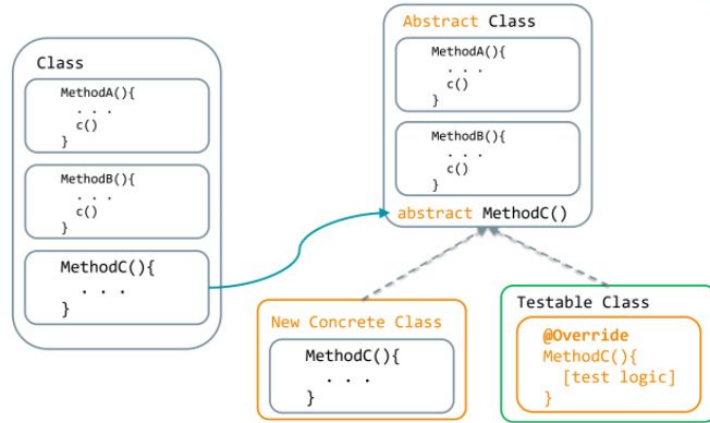 Class
MethodA(){
. . .
c()
}
MethodB(){
. . .
c()
}
MethodC(){
. . .
}
Abstract Class
MethodA(){
. . .
c()
}
MethodB(){
. . .
c()
}
abstract MethodC()
New Concrete Class
MethodC(){
. . .
}
Testable Class
@Override
MethodC(){
[test logic]
}